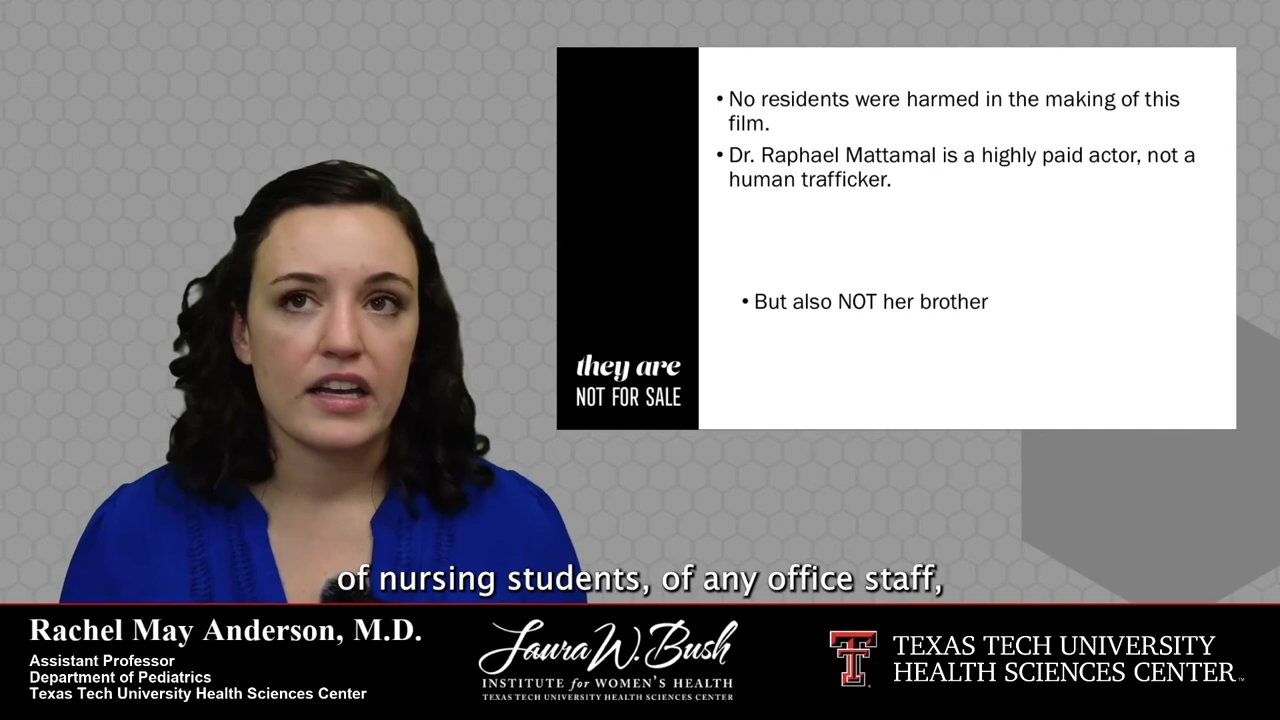 • No residents were harmed in the making of this
film.
• Dr. Raphael Mattamal is a highly paid actor, not a
human trafficker.
• But also NOT her brother
they are
NOT FOR SALE
of nursing students, of any office staff,
Rachel May Anderson, M.D.
Assistant Professor
Department of Pediatrics
Texas Tech University Health Sciences Center
Laura W. Bush
INSTITUTE for WOMEN'S HEALTH
TEXAS TECH UNIVERSITY HEALTH SCIENCES CENTER
TEXAS TECH UNIVERSITY
HEALTH SCIENCES CENTER™